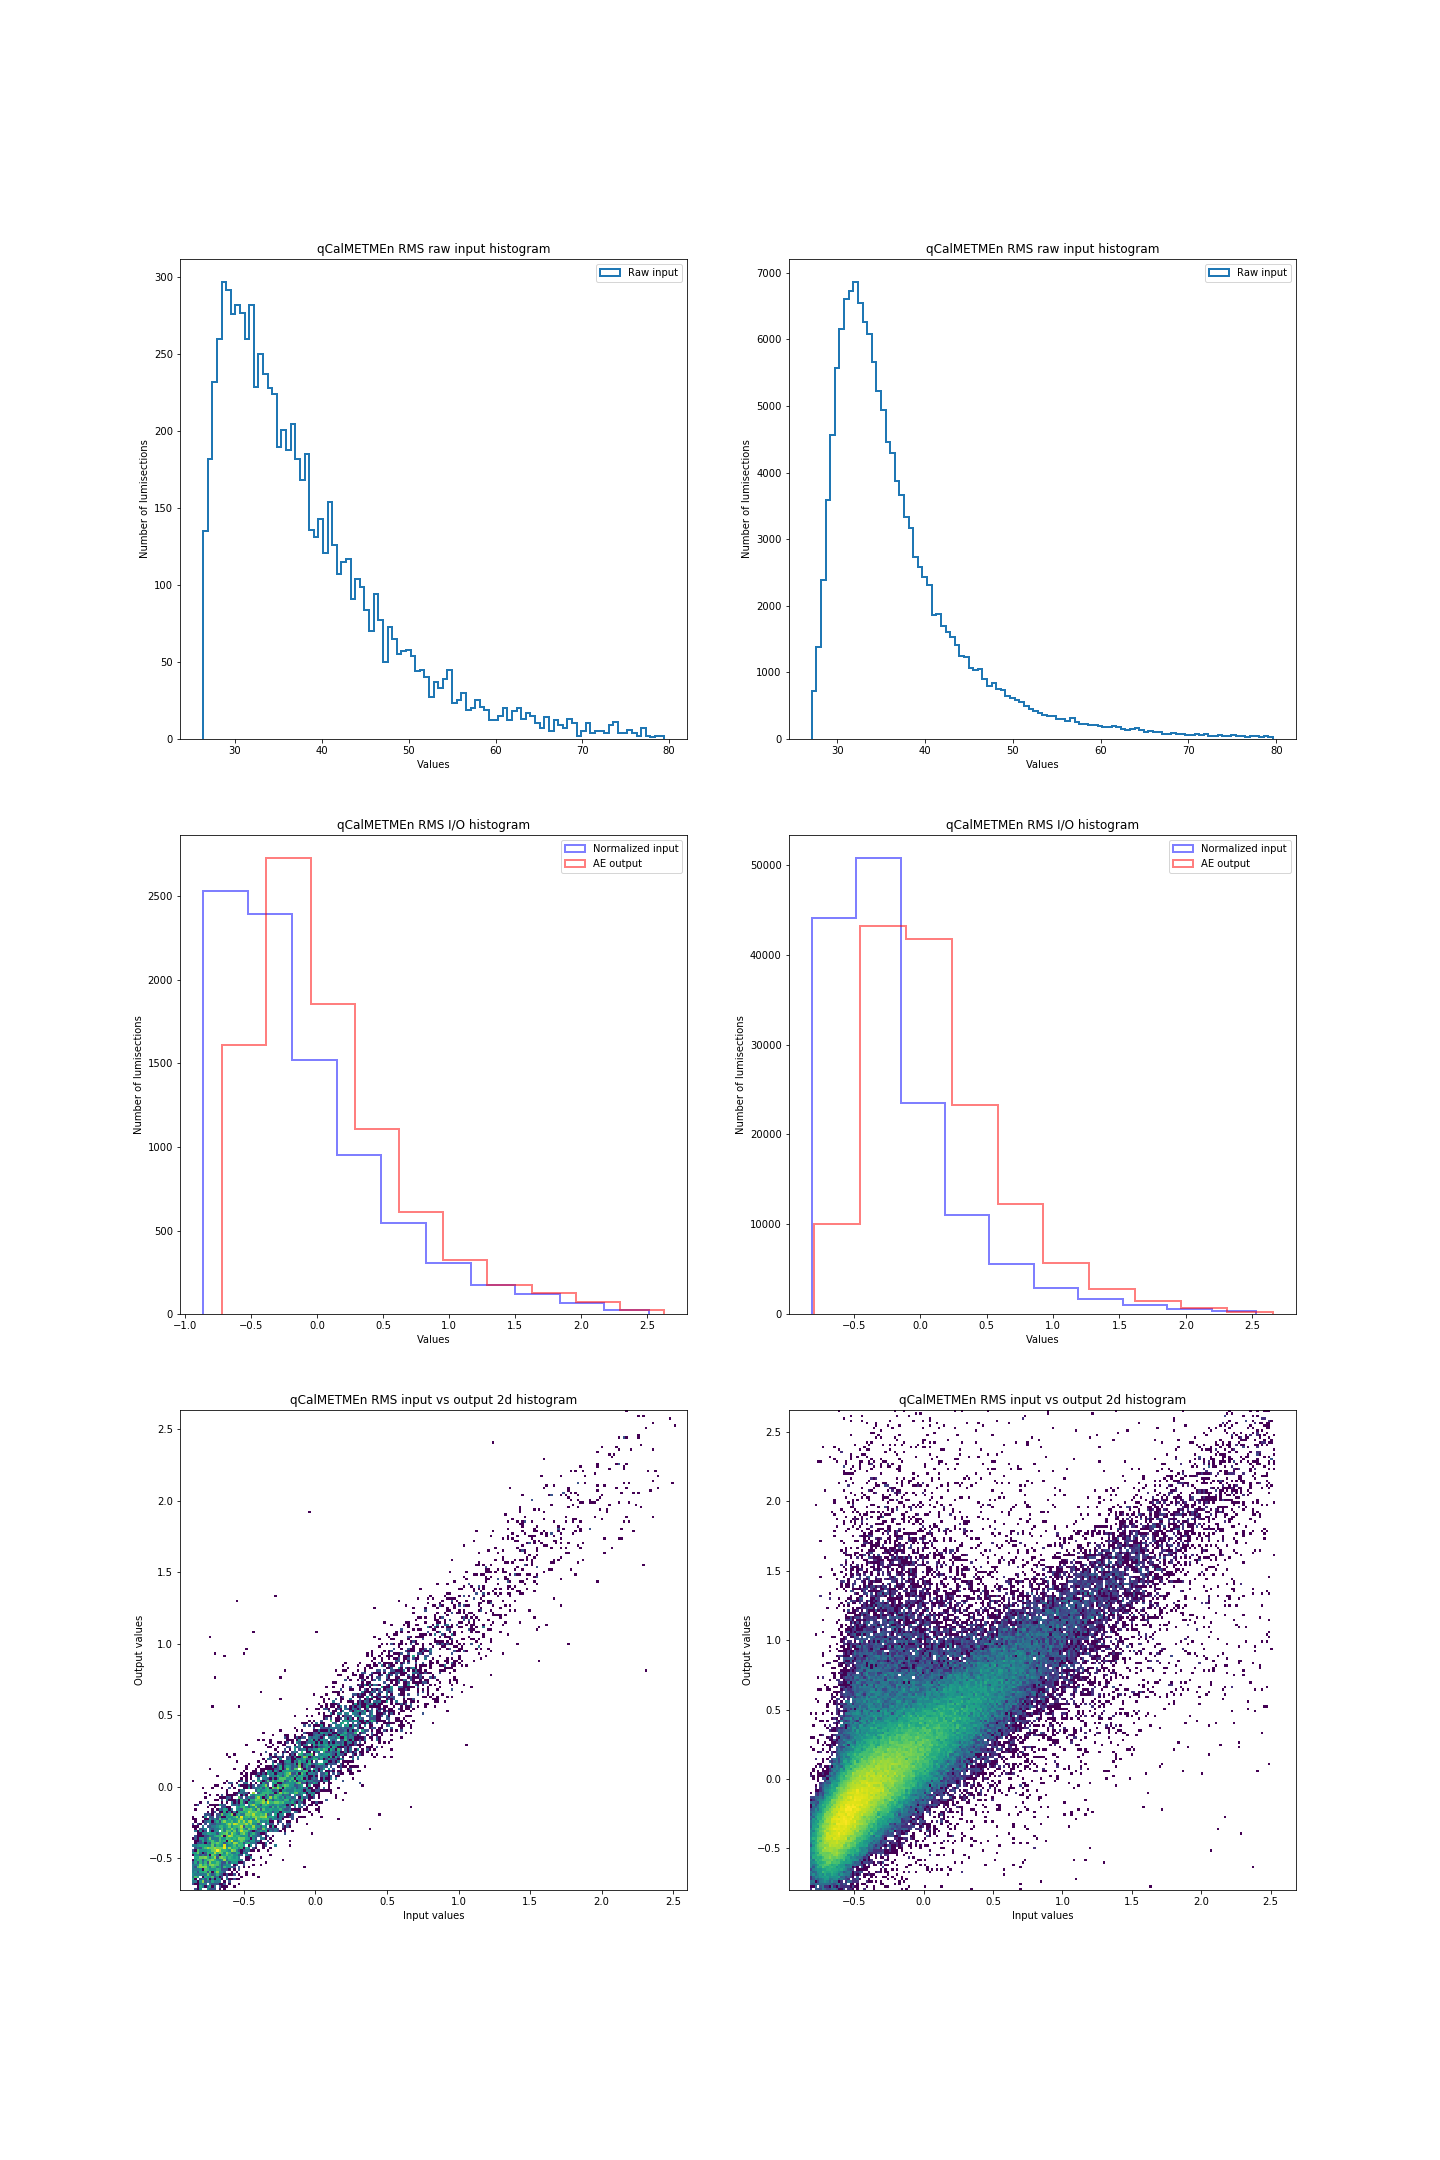 qCalMETMEn RMS raw input histogram
Raw input
300
250
200
150
100
50
0
Number of lumisections
30 40 50 60 70 80
Values
qCalMETMEn RMS raw input histogram
Raw input
7000
6000
5000
4000
3000
2000
1000
0
Number of lumisections
30 40 50 60 70 80
Values
qCalMETMEn RMS I/O histogram
Normalized input
AE output
2500
2000
1500
1000
500
0
Number of lumisections
−1.0 −0.5 0.0 0.5 1.0 1.5 2.0 2.5
Values
qCalMETMEn RMS I/O histogram
Normalized input
AE output
50000
40000
30000
20000
10000
0
Number of lumisections
−0.5 0.0 0.5 1.0 1.5 2.0 2.5
Values
qCalMETMEn RMS input vs output 2d histogram
2.5
2.0
1.5
1.0
0.5
0.0
−0.5
Output values
−0.5 0.0 0.5 1.0 1.5 2.0 2.5
Input values
qCalMETMEn RMS input vs output 2d histogram
2.5
2.0
1.5
1.0
0.5
0.0
−0.5
Output values
−0.5 0.0 0.5 1.0 1.5 2.0 2.5
Input values